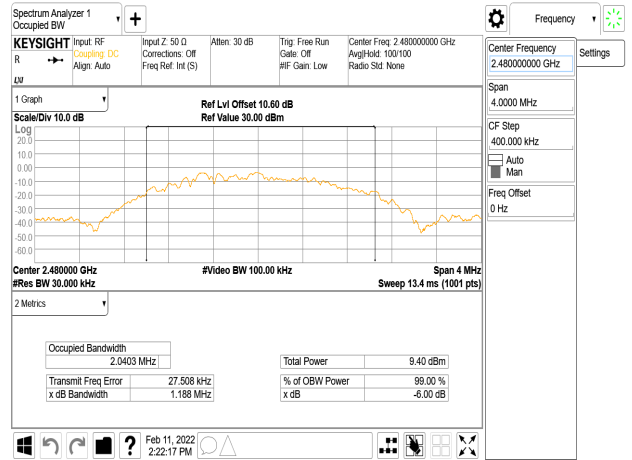 Spectrum Analyzer 1
Occupied BW
Frequency
KEYSIGHT
R
Input: RF
Coupling: DC
Align: Auto
Input Z: 50 Ω
Corrections: Off
Freq Ref: Int (S)
Atten: 30 dB
Trig: Free Run
Gate: Off
#IF Gain: Low
Center Freq: 2.480000000 GHz
Avg|Hold: 100/100
Radio Std: None
Center Frequency
2.480000000 GHz
Settings
Span
4.0000 MHz
CF Step
400.000 kHz
Auto
Man
Freq Offset
0 Hz
1 Graph
Scale/Div 10.0 dB
Ref Lvl Offset 10.60 dB
Ref Value 30.00 dBm
Log
20.0
10.0
0.00
-10.0
-20.0
-30.0
-40.0
-50.0
-60.0
Center 2.480000 GHz
#Video BW 100.00 kHz
Span 4 MHz
#Res BW 30.000 kHz
Sweep 13.4 ms (1001 pts)
2 Metrics
Occupied Bandwidth
2.0403 MHz
Total Power 9.40 dBm
Transmit Freq Error 27.508 kHz
% of OBW Power 99.00 %
x dB Bandwidth 1.188 MHz
x dB -6.00 dB
?
Feb 11, 2022
2:22:17 PM